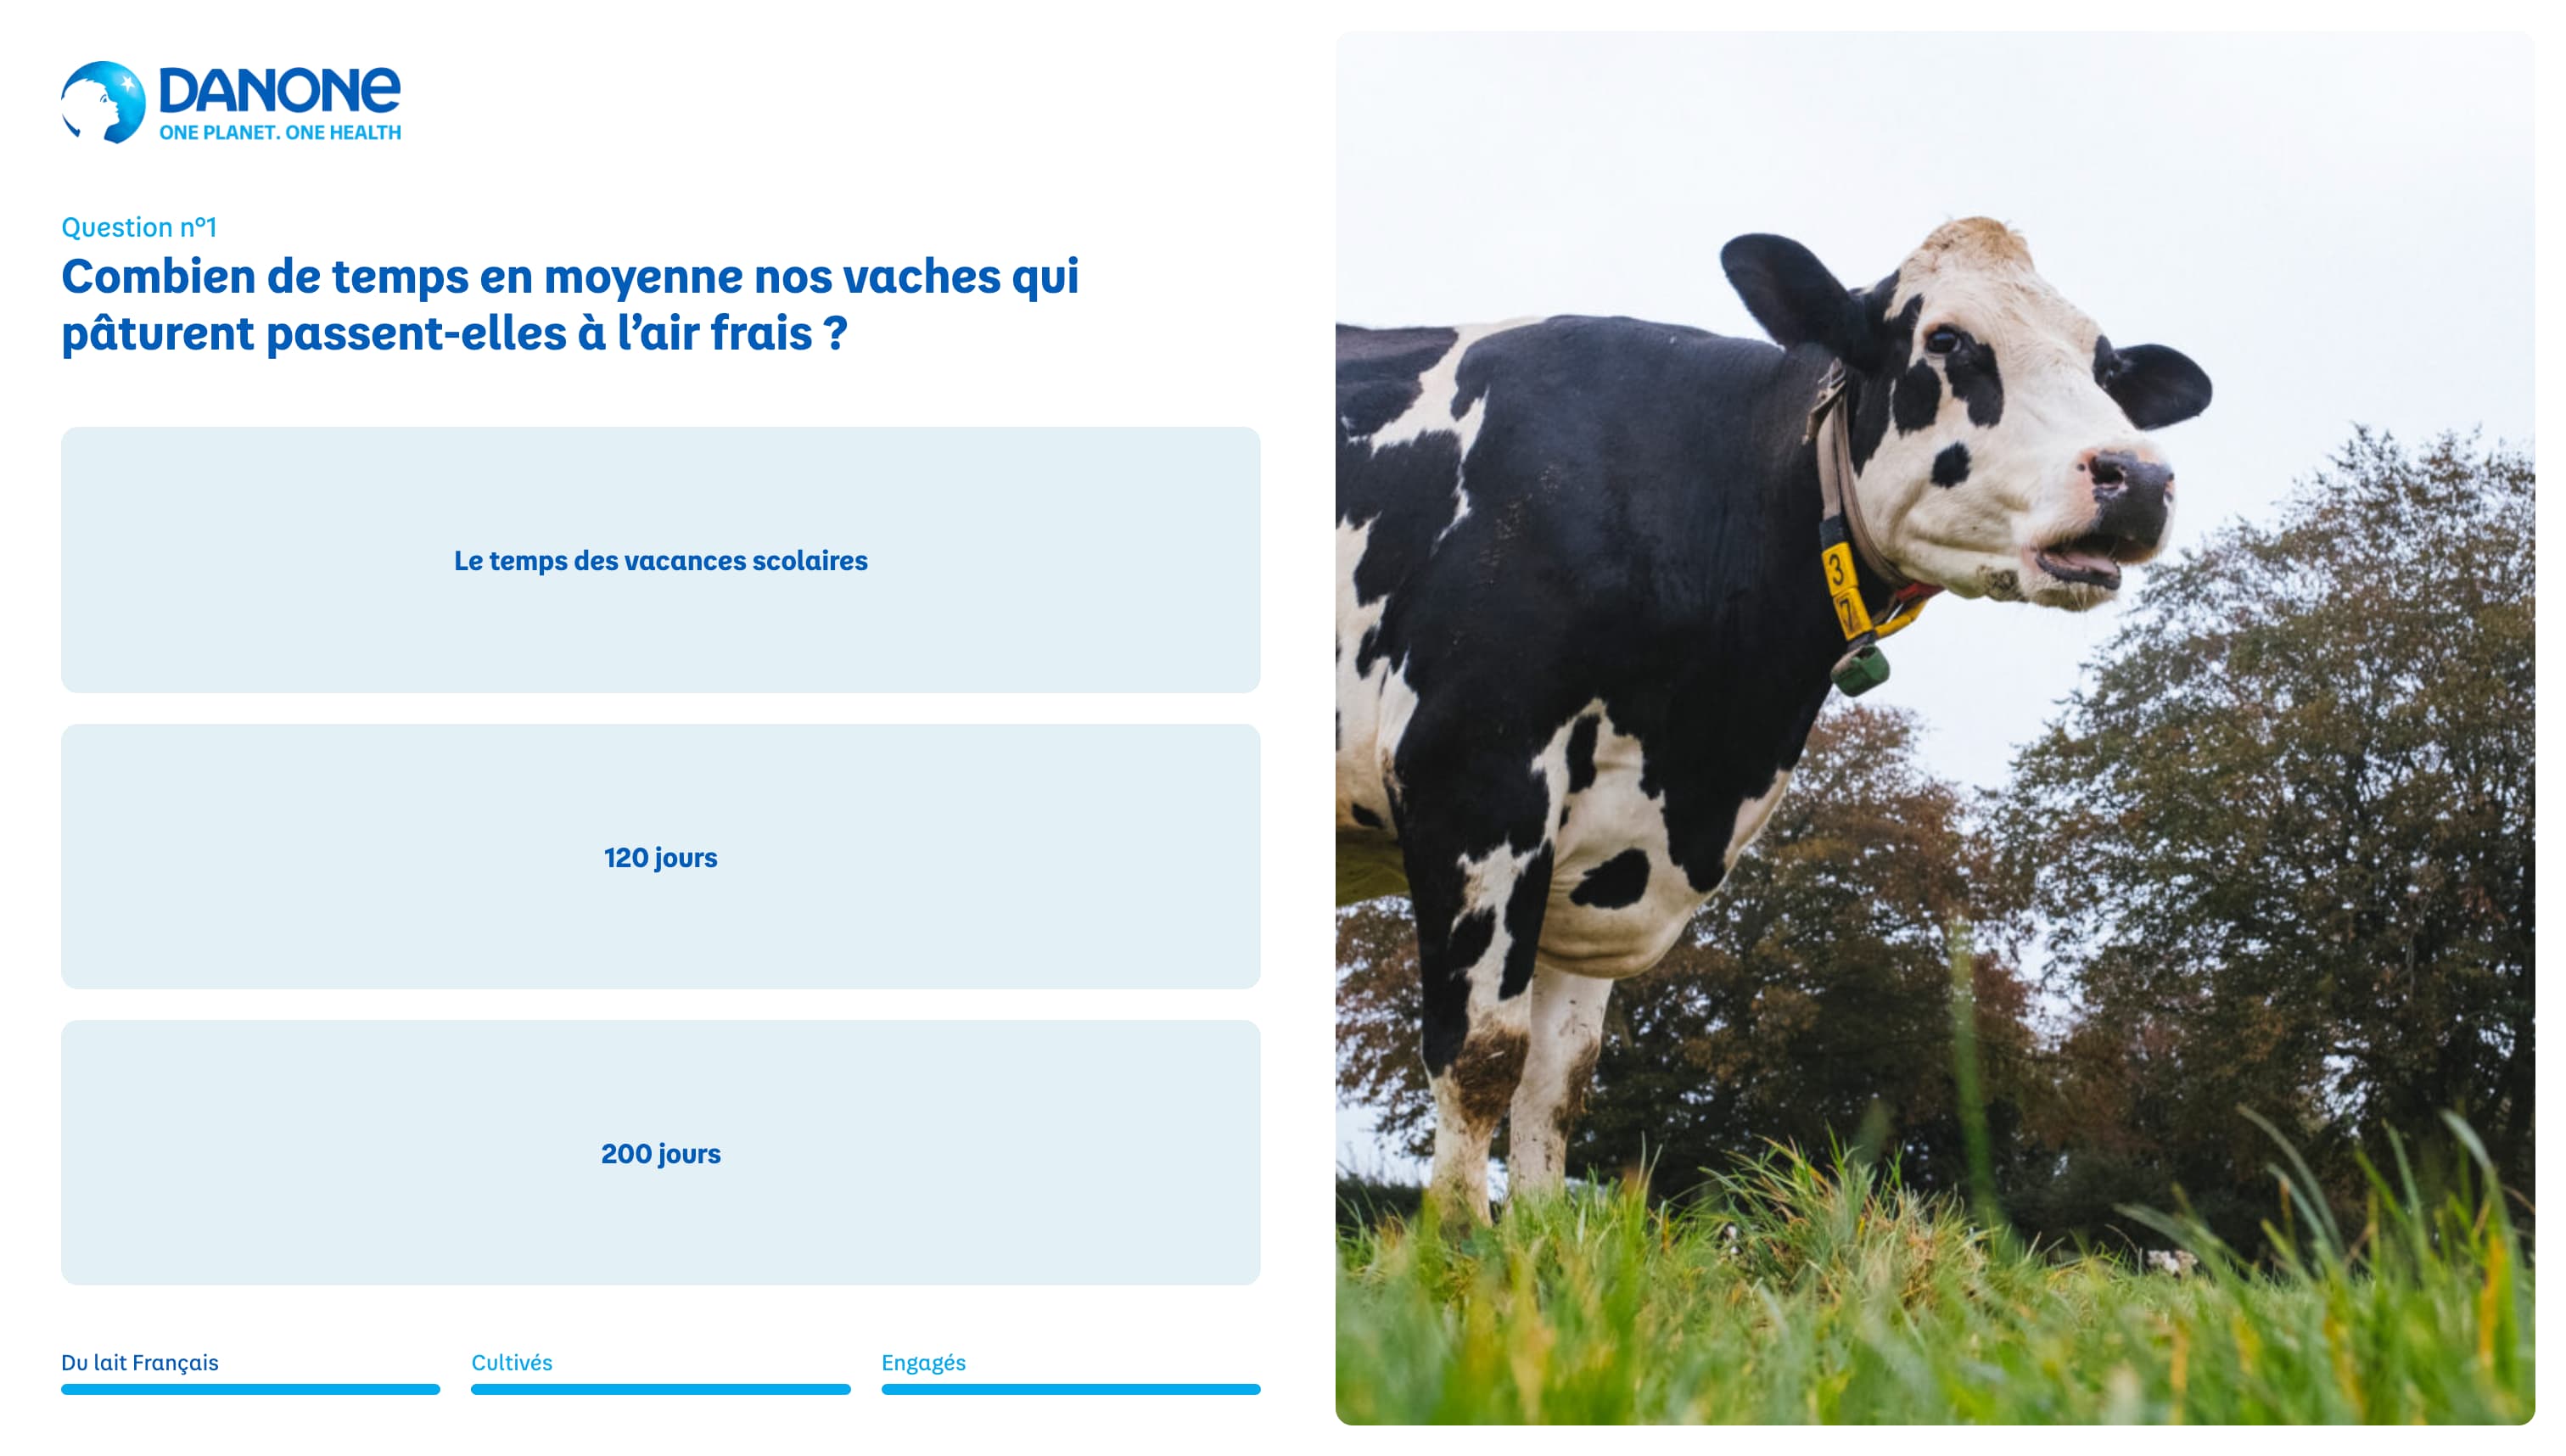 DANONE
ONE PLANET. ONE HEALTH
Question n°1
Combien de temps en moyenne nos vaches qui
pâturent passent-elles à l’air frais ?
Le temps des vacances scolaires
120 jours
200 jours
Du lait Français
Cultivés
Engagés
3
7